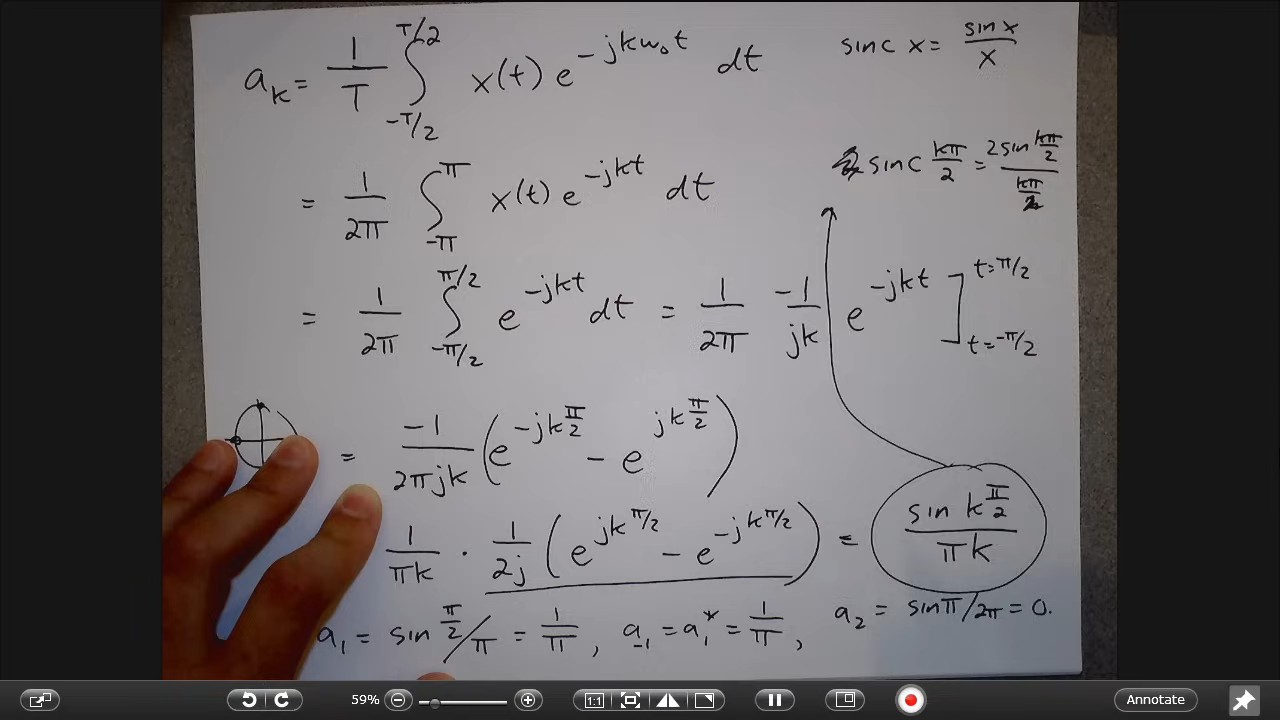 a_k = 1/T ∫_{-T/2}^{T/2} x(t) e^{-jkω₀t} dt
sinc x = sin x / x
= 1/2π ∫_{-π}^{π} x(t) e^{-jkt} dt
sinc kπ/2 = 2 sin kπ/2 / kπ
= 1/2π ∫_{-π/2}^{π/2} e^{-jkt} dt = 1/2π -1/jk e^{-jkt} ]_{t=-π/2}^{t=π/2}
= -1/2πjk (e^{-jkπ/2} - e^{jkπ/2})
1/πk · 1/2j (e^{jkπ/2} - e^{-jkπ/2}) = sin kπ/2 / πk
a₁ = sin π/2 / π = 1/π , a₋₁ = a₁* = 1/π , a₂ = sinπ/2π = 0.
59%
1:1
Annotate